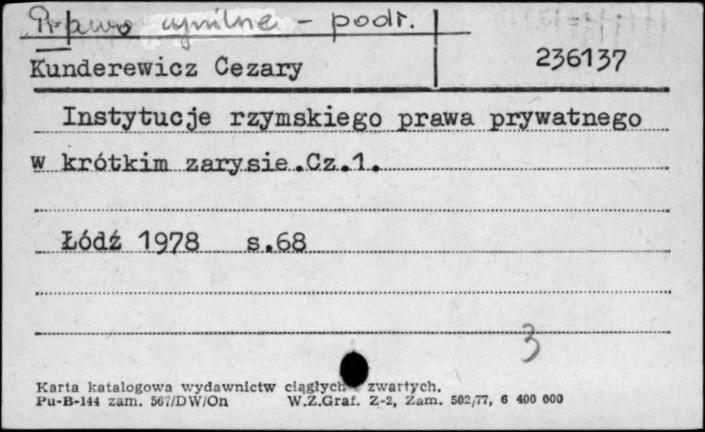 Prawo cywilne - podr.
Kunderewicz Cezary 236137
Instytucje rzymskiego prawa prywatnego
w krótkim zarysie.Cz.1.
Łódź 1978 s.68
3
Karta katalogowa wydawnictw ciągłych zwartych.
Pu-B-144 zam. 567/DW/On W.Z.Graf. Z-2, Zam. 502/77, 6 400 000